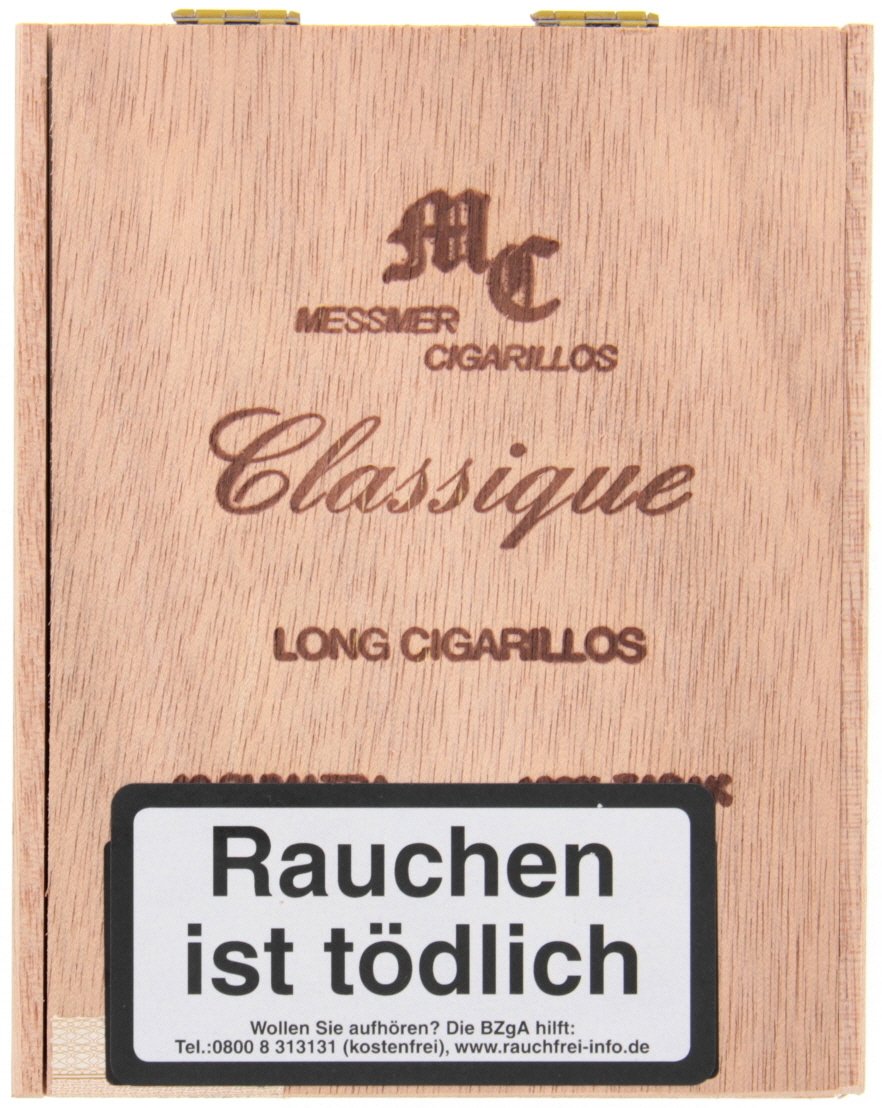 MC
MESSMER
CIGARILLOS
Classique
LONG CIGARILLOS
Rauchen
ist tödlich
Wollen Sie aufhören? Die BZgA hilft:
Tel.:0800 8 313131 (kostenfrei), www.rauchfrei-info.de